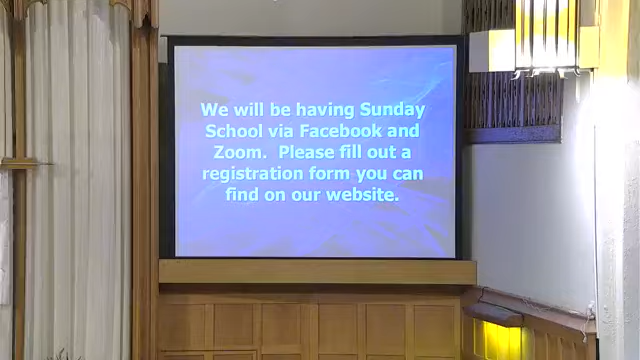 We will be having Sunday
School via Facebook and
Zoom. Please fill out a
registration form you can
find on our website.